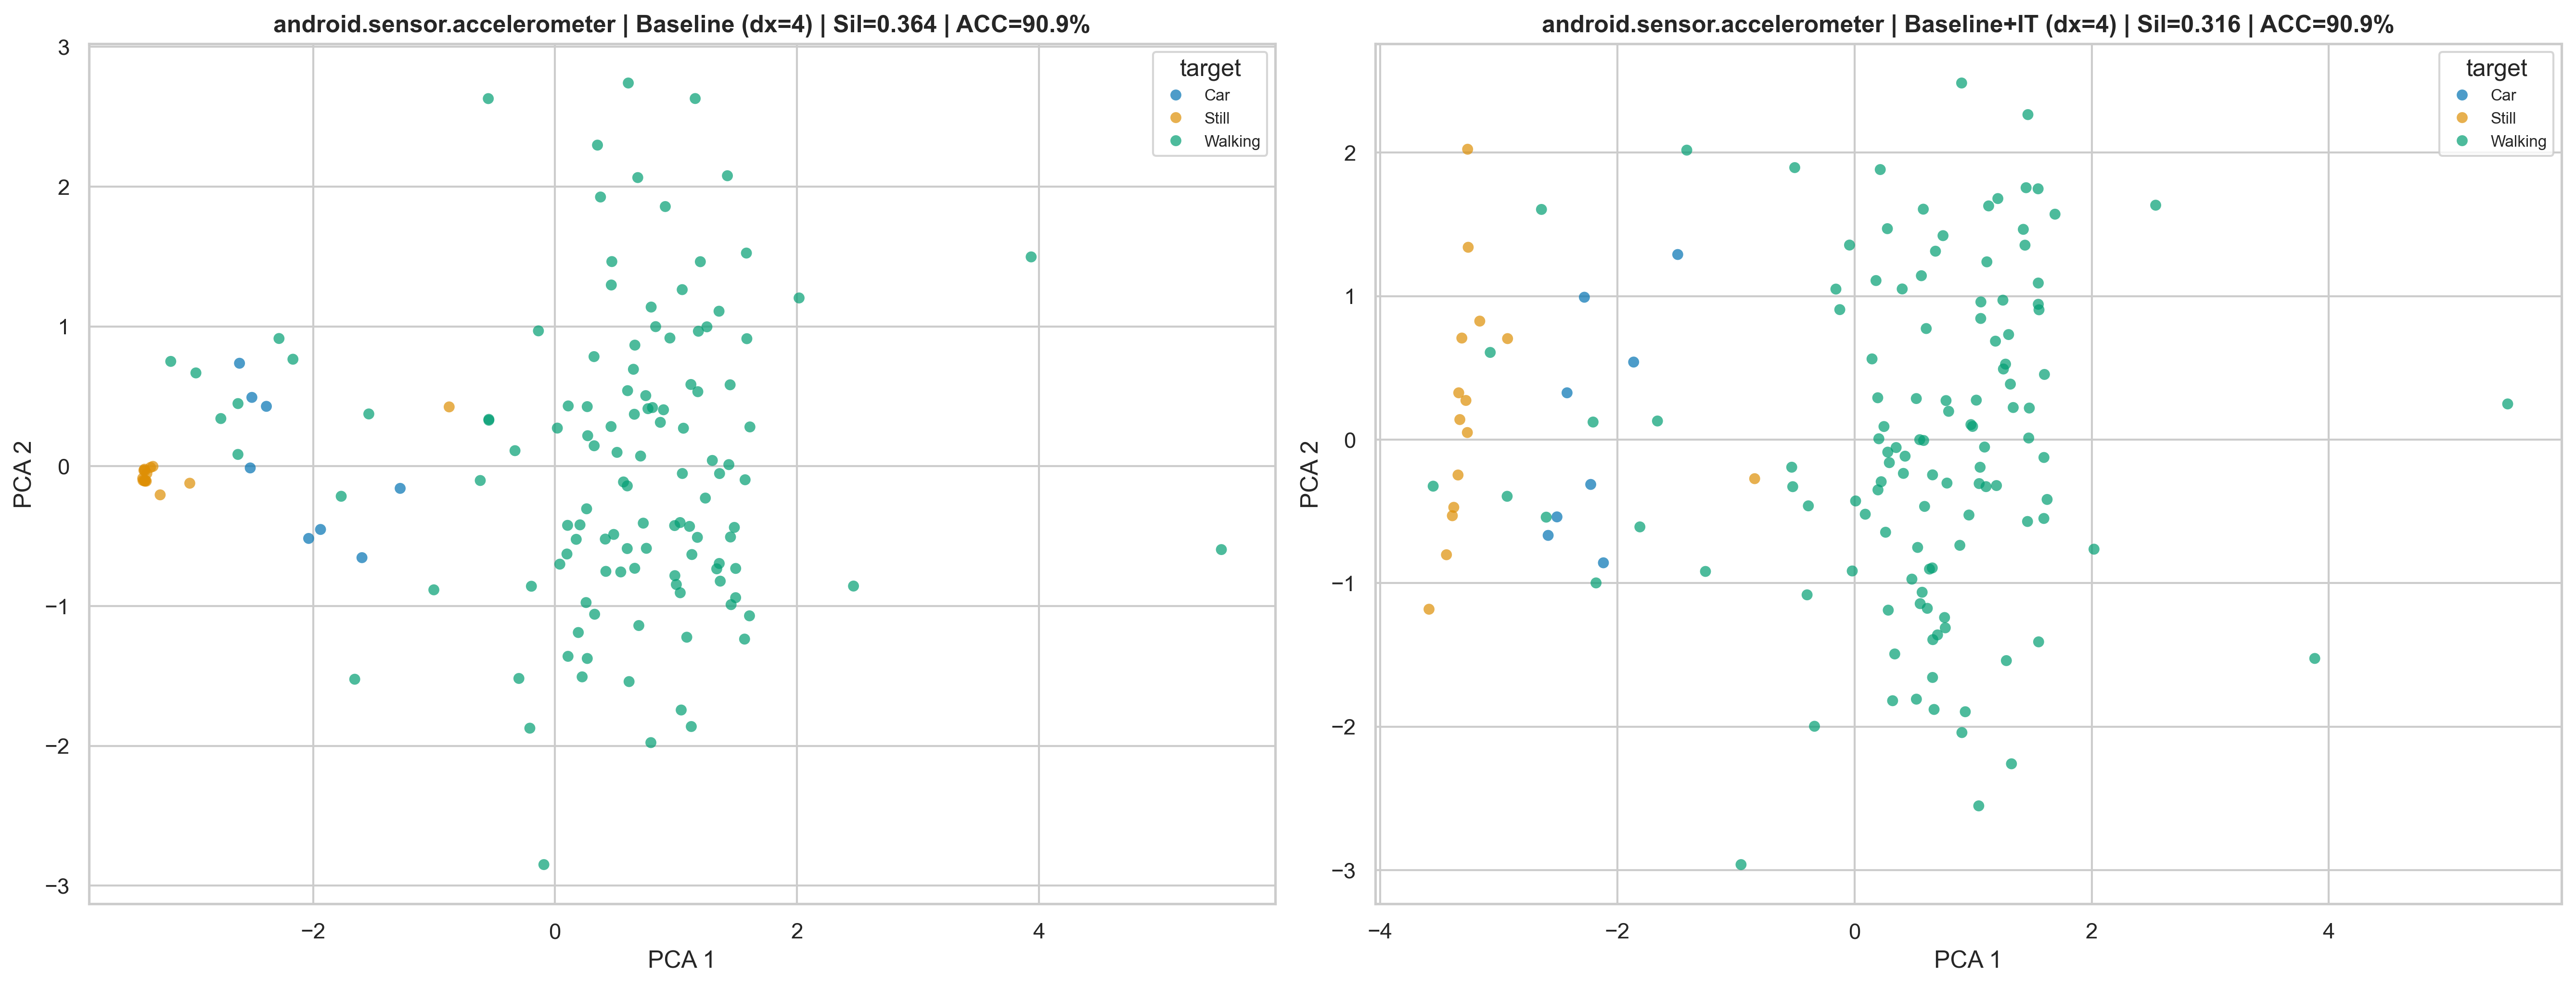 android.sensor.accelerometer | Baseline (dx=4) | Sil=0.364 | ACC=90.9%
target
Car
Still
Walking
3
2
1
0
−1
−2
−3
PCA 2
−2
0
2
4
PCA 1
android.sensor.accelerometer | Baseline+IT (dx=4) | Sil=0.316 | ACC=90.9%
target
Car
Still
Walking
2
1
0
−1
−2
−3
PCA 2
−4
−2
0
2
4
PCA 1